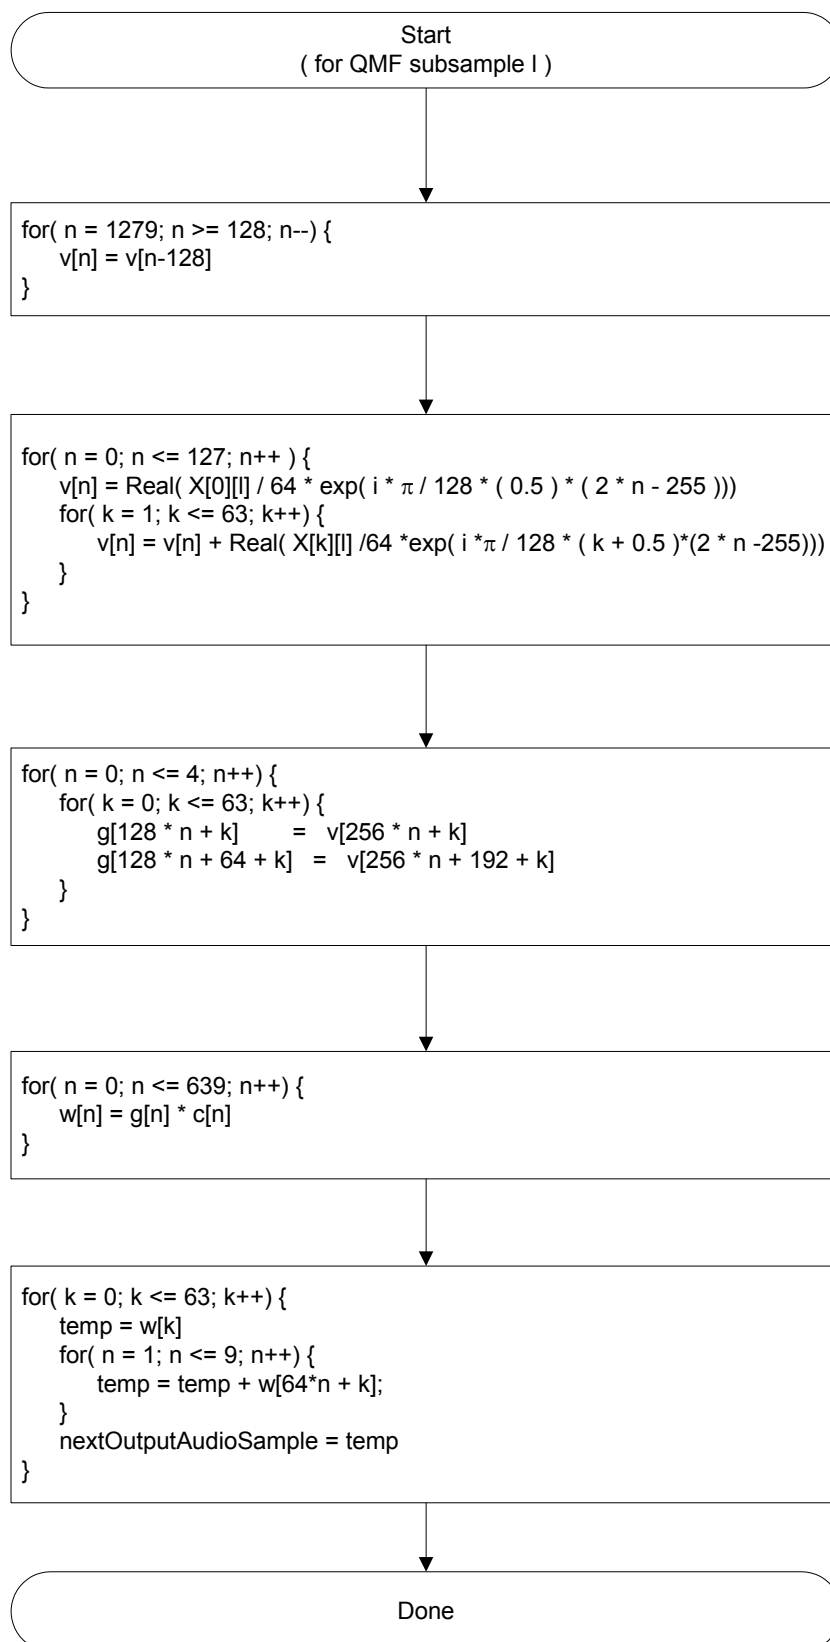 Start
( for QMF subsample l )
for( n = 1279; n >= 128; n--) {
v[n] = v[n-128]
}
for( n = 0; n <= 127; n++ ) {
v[n] = Real( X[0][l] / 64 * exp( i * π / 128 * ( 0.5 ) * ( 2 * n - 255 )))
for( k = 1; k <= 63; k++) {
v[n] = v[n] + Real( X[k][l] /64 *exp( i *π / 128 * ( k + 0.5 )*(2 * n -255)))
}
}
for( n = 0; n <= 4; n++) {
for( k = 0; k <= 63; k++) {
g[128 * n + k] = v[256 * n + k]
g[128 * n + 64 + k] = v[256 * n + 192 + k]
}
}
for( n = 0; n <= 639; n++) {
w[n] = g[n] * c[n]
}
for( k = 0; k <= 63; k++) {
temp = w[k]
for( n = 1; n <= 9; n++) {
temp = temp + w[64*n + k];
}
nextOutputAudioSample = temp
}
Done